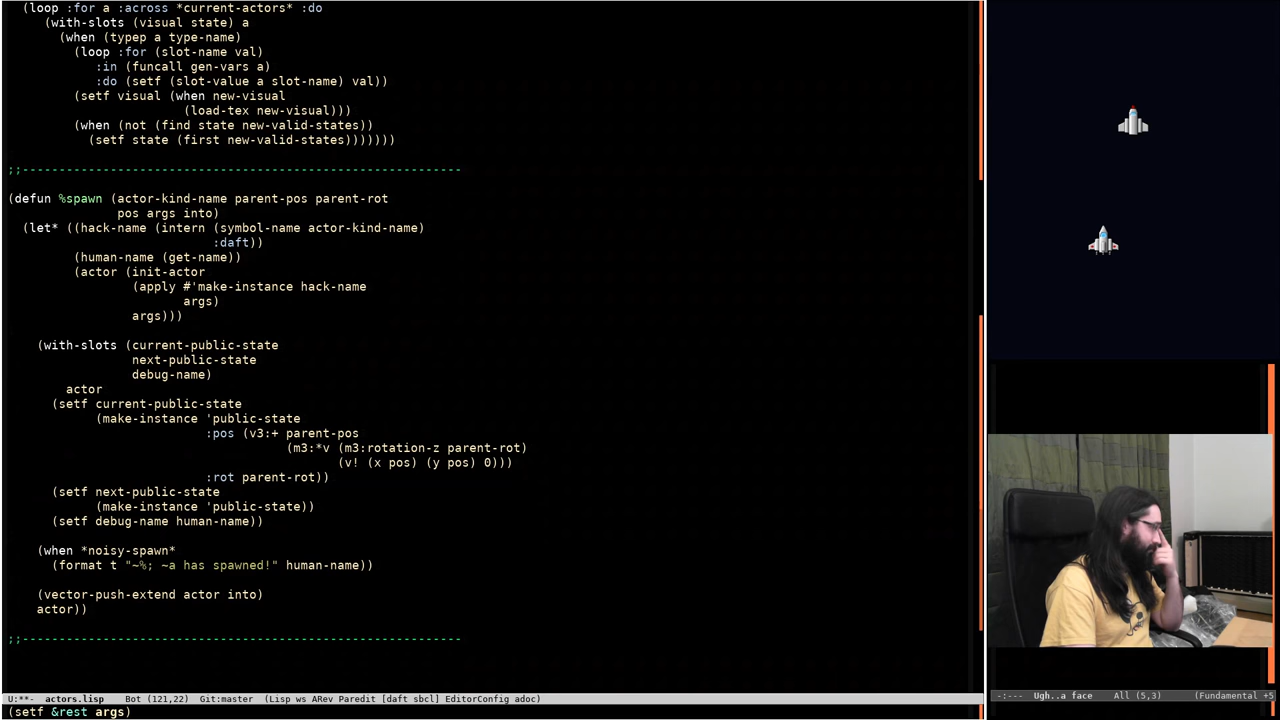 (loop :for a :across *current-actors* :do
(with-slots (visual state) a
(when (typep a type-name)
(loop :for (slot-name val)
:in (funcall gen-vars a)
:do (setf (slot-value a slot-name) val))
(setf visual (when new-visual
(load-tex new-visual)))
(when (not (find state new-valid-states))
(setf state (first new-valid-states)))))))
;;------------------------------------------------------------
(defun %spawn (actor-kind-name parent-pos parent-rot
pos args into)
(let* ((hack-name (intern (symbol-name actor-kind-name)
:daft))
(human-name (get-name))
(actor (init-actor
(apply #'make-instance hack-name
args)
args)))
(with-slots (current-public-state
next-public-state
debug-name)
actor
(setf current-public-state
(make-instance 'public-state
:pos (v3:+ parent-pos
(m3:*v (m3:rotation-z parent-rot)
(v! (x pos) (y pos) 0)))
:rot parent-rot))
(setf next-public-state
(make-instance 'public-state))
(setf debug-name human-name))
(when *noisy-spawn*
(format t "~%; ~a has spawned!" human-name))
(vector-push-extend actor into)
actor))
;;------------------------------------------------------------
U:**-  actors.lisp    Bot (121,22)  Git:master  (Lisp ws ARev Paredit [daft sbcl] EditorConfig adoc)
(setf &rest args)
-:---  Ugh..a face    All (5,3)      (Fundamental +5